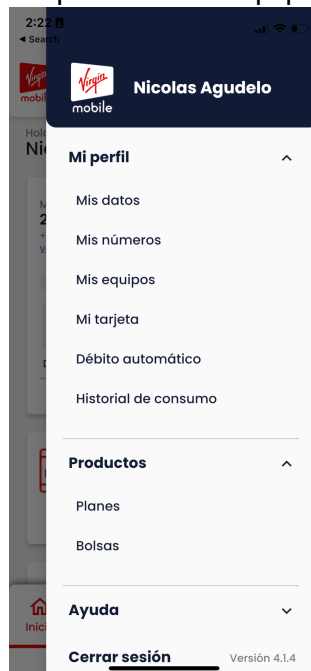 2:22
◄ Search
Virgin
mobile
Nicolas Agudelo
Mi perfil
Mis datos
Mis números
Mis equipos
Mi tarjeta
Débito automático
Historial de consumo
Productos
Planes
Bolsas
Ayuda
Cerrar sesión
Versión 4.1.4